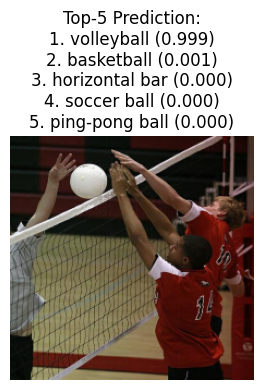 Top-5 Prediction:
1. volleyball (0.999)
2. basketball (0.001)
3. horizontal bar (0.000)
4. soccer ball (0.000)
5. ping-pong ball (0.000)